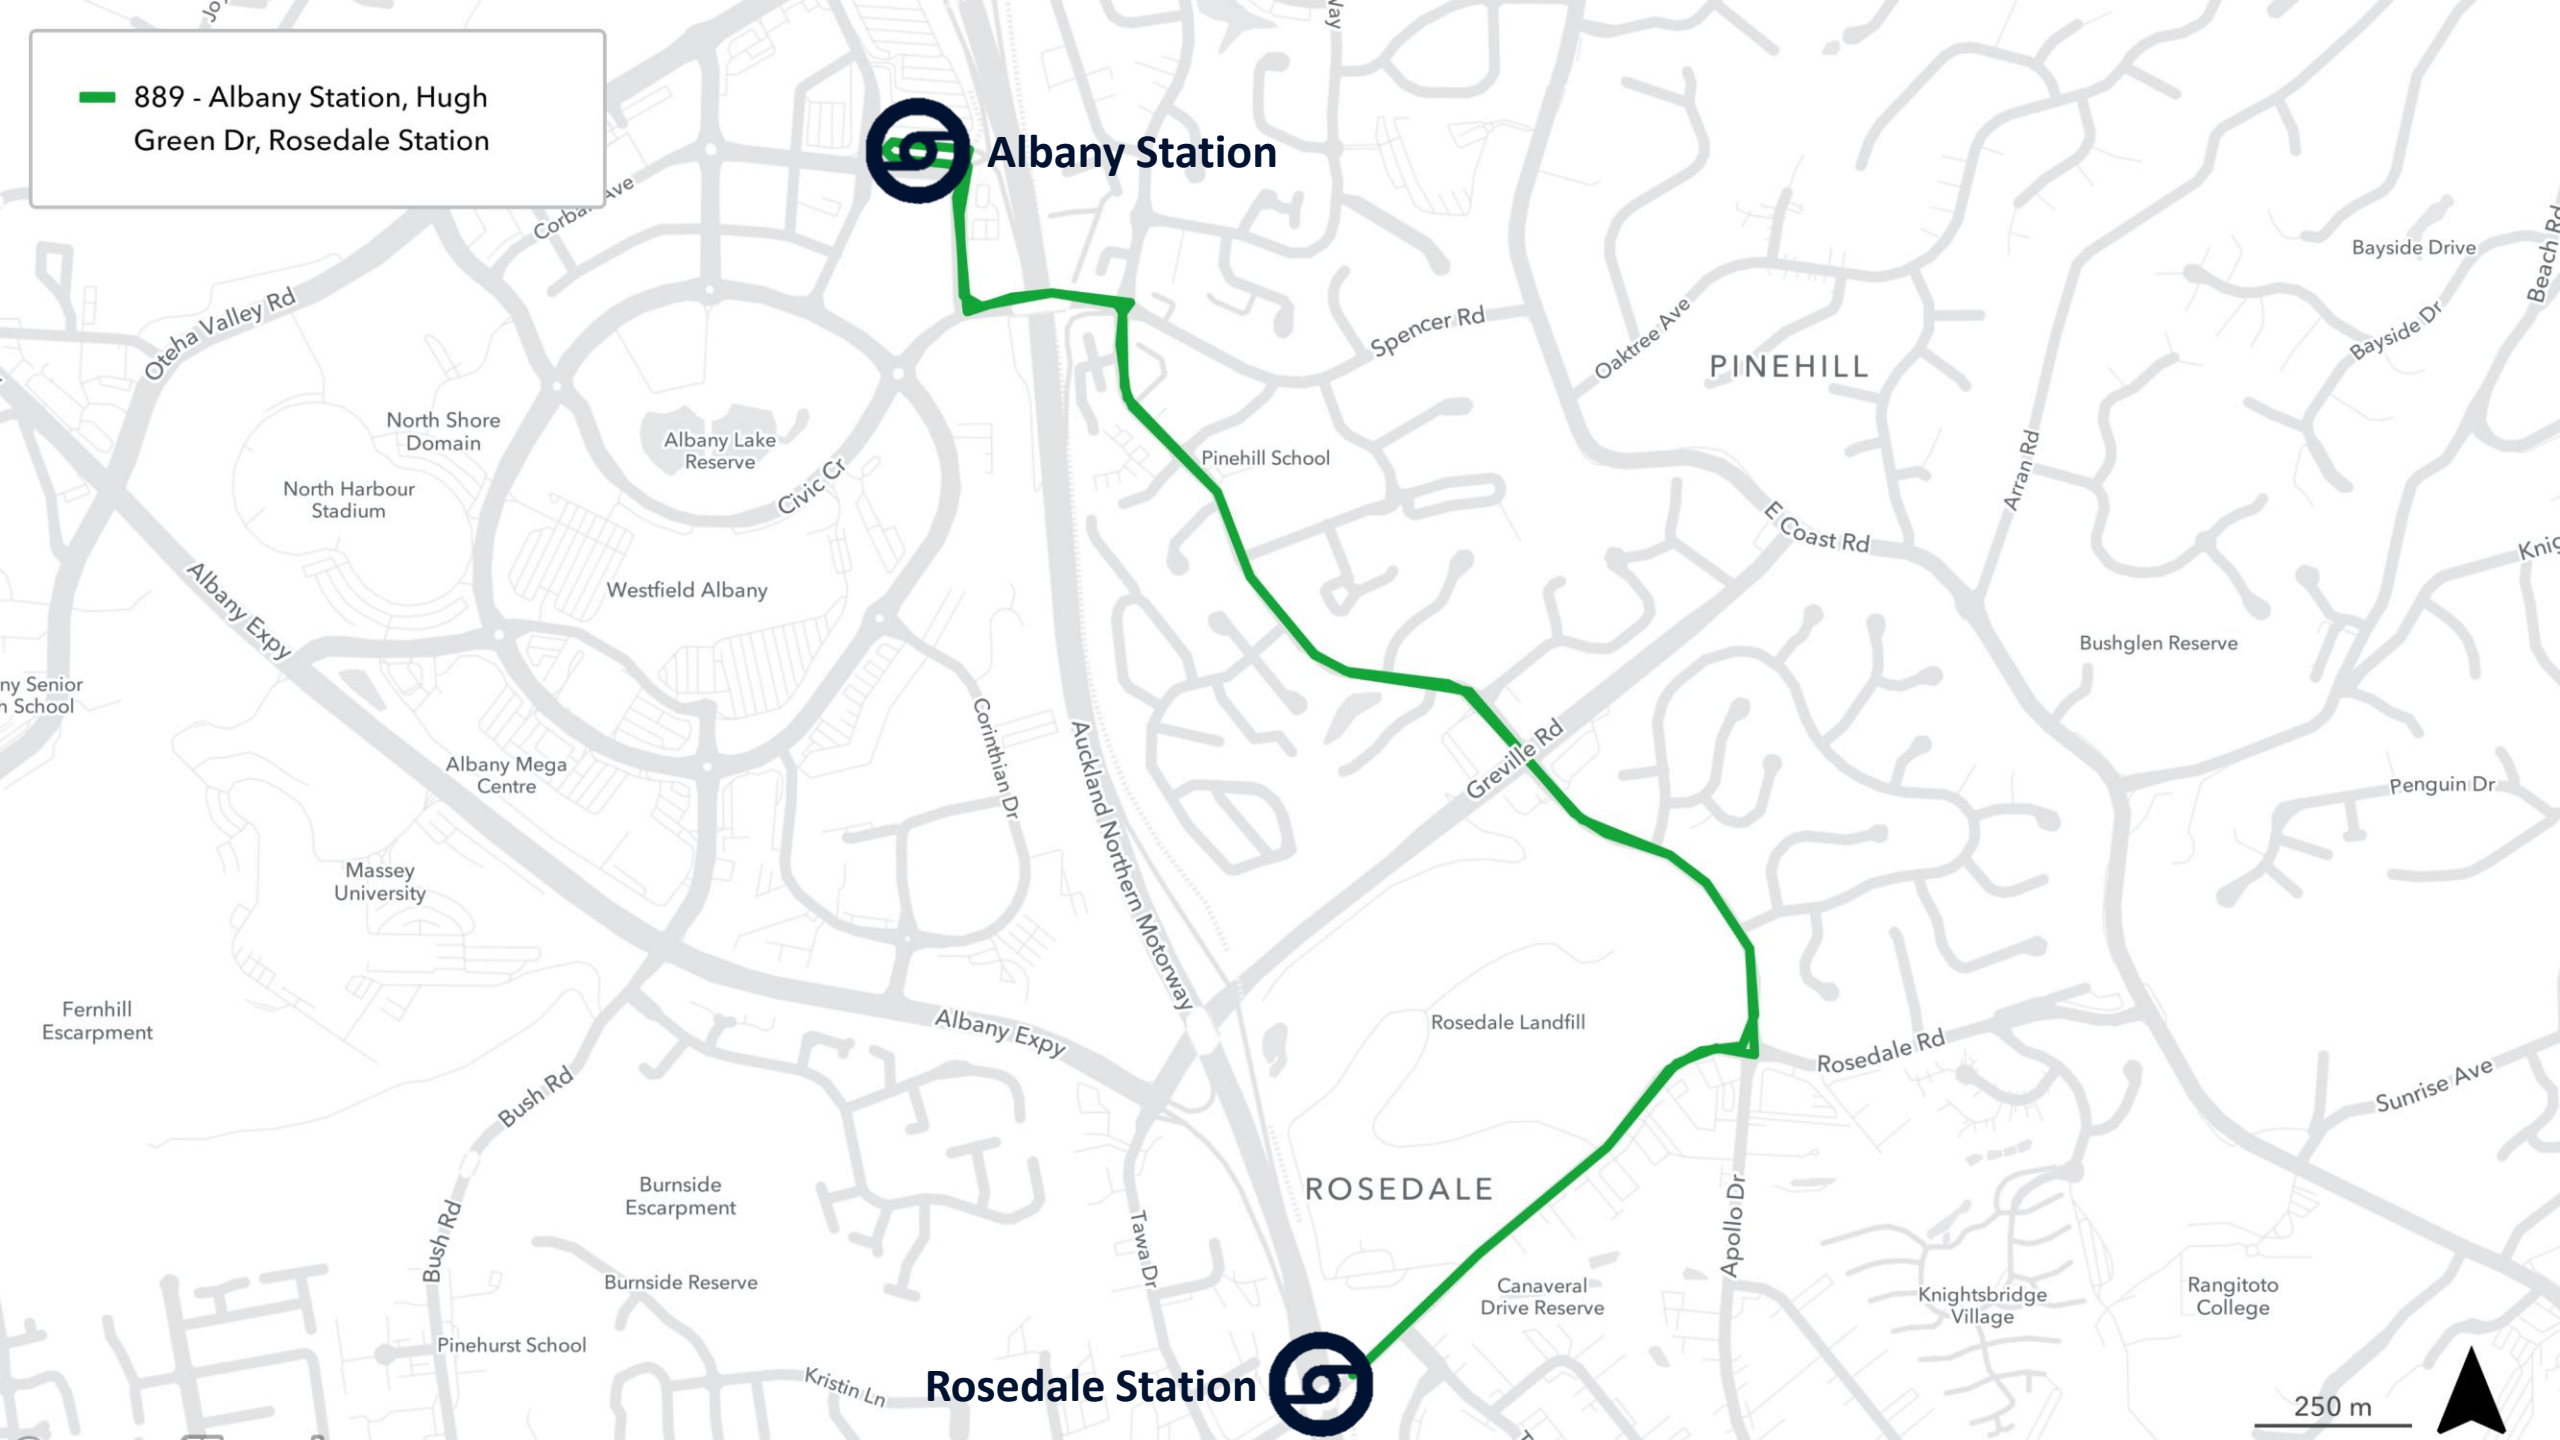 889 - Albany Station, Hugh
Green Dr, Rosedale Station
Albany Station
Corban Ave
Bayside Drive
Beach Rd
Oteha Valley Rd
Spencer Rd
Oaktree Ave
Bayside Dr
PINEHILL
North Shore
Domain
Albany Lake
Reserve
Pinehill School
Civic Cr
North Harbour
Stadium
Arran Rd
E Coast Rd
Westfield Albany
Albany Expy
Bushglen Reserve
ny Senior
School
Corinthian Dr
Greville Rd
Auckland Northern Motorway
Albany Mega
Centre
Penguin Dr
Massey
University
Fernhill
Escarpment
Albany Expy
Rosedale Landfill
Rosedale Rd
Bush Rd
Sunrise Ave
Burnside
Escarpment
ROSEDALE
Bush Rd
Tawa Dr
Apollo Dr
Burnside Reserve
Canaveral
Drive Reserve
Knightsbridge
Village
Rangitoto
College
Pinehurst School
Kristin Ln
Rosedale Station
250 m